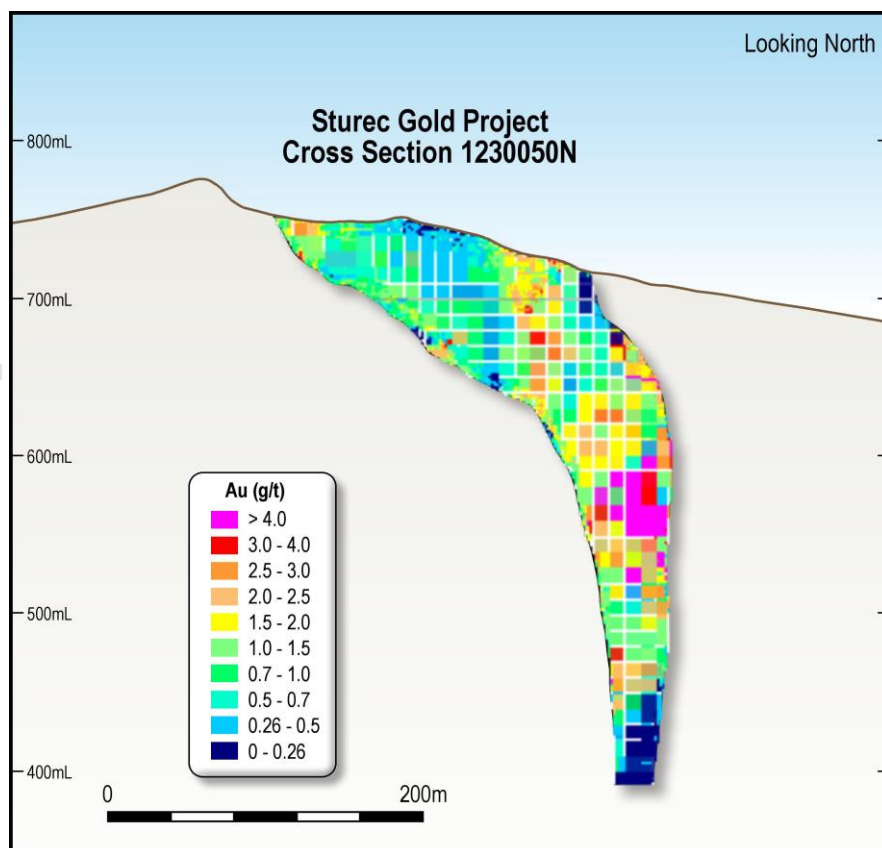 Looking North
Sturec Gold Project
Cross Section 1230050N
800mL
700mL
600mL
500mL
400mL
Au (g/t)
> 4.0
3.0 - 4.0
2.5 - 3.0
2.0 - 2.5
1.5 - 2.0
1.0 - 1.5
0.7 - 1.0
0.5 - 0.7
0.26 - 0.5
0 - 0.26
0 200m